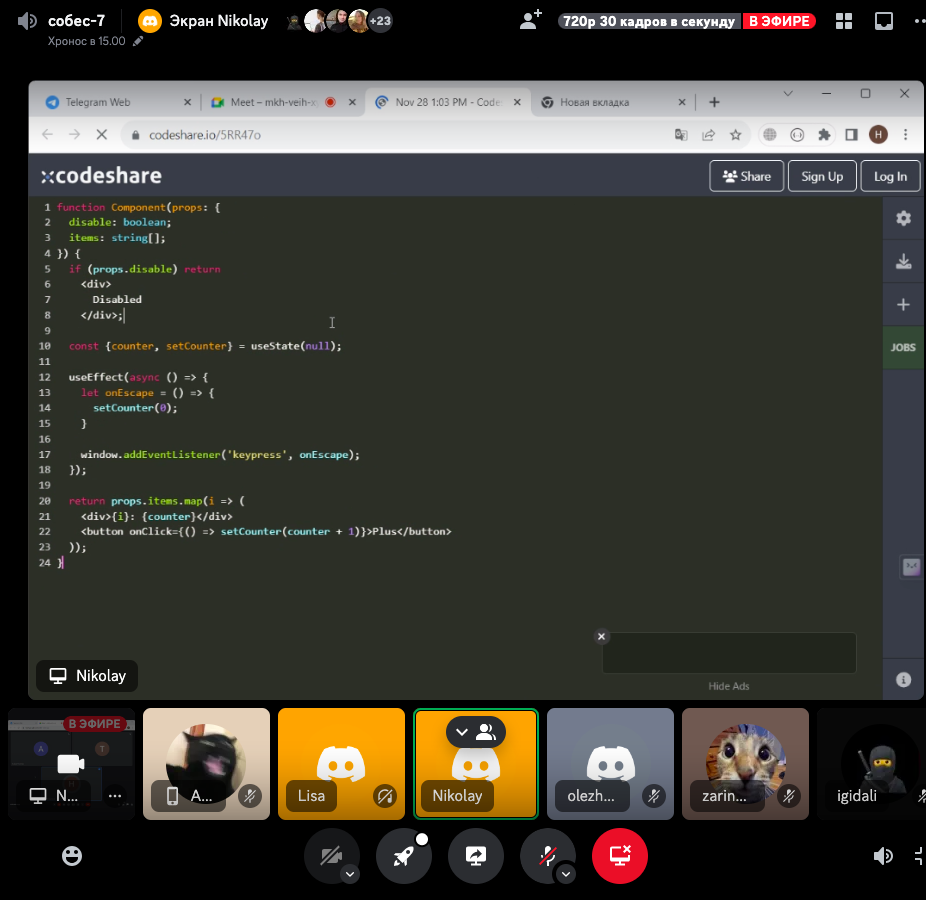 собес-7
Экран Nikolay
+23
720p 30 кадров в секунду
В ЭФИРЕ
Хронос в 15.00
Telegram Web
Meet – mkh-veih-x
Nov 28 1:03 PM - Code
Новая вкладка
codeshare.io/5RR47o
H
xcodeshare
Share
Sign Up
Log In
1 function Component(props: {
2 disable: boolean;
3 items: string[];
4 }) {
5 if (props.disable) return
6 <div>
7 Disabled
8 </div>;
9
10 const {counter, setCounter} = useState(null);
11
12 useEffect(async () => {
13 let onEscape = () => {
14 setCounter(0);
15 }
16
17 window.addEventListener('keypress', onEscape);
18 });
19
20 return props.items.map(i => (
21 <div>{i}: {counter}</div>
22 <button onClick={() => setCounter(counter + 1)}>Plus</button>
23 ));
24 }
JOBS
Hide Ads
Nikolay
В ЭФИРЕ
A
T
N...
A...
Lisa
Nikolay
olezh...
zarin...
igidali